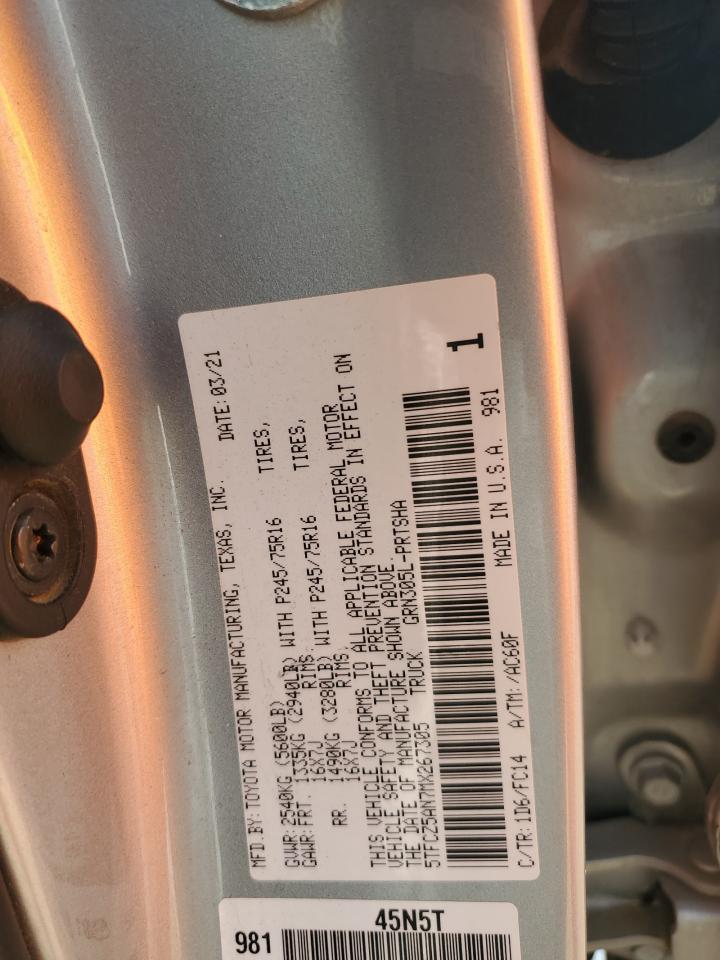 MFD.BY:TOYOTA MOTOR MANUFACTURING, TEXAS, INC. DATE:03/21
GVWR:2540KG (5600LB)
GAWR:FRT. 1335KG (2940LB) WITH P245/75R16 TIRES,
16X7J RIMS,
RR. 1490KG (3280LB) WITH P245/75R16 TIRES,
16X7J RIMS.
THIS VEHICLE CONFORMS TO ALL APPLICABLE FEDERAL MOTOR
VEHICLE SAFETY AND THEFT PREVENTION STANDARDS IN EFFECT ON
THE DATE OF MANUFACTURE SHOWN ABOVE.
5TFCZ5AN7MX267305 TRUCK GRN305L-PRTSHA
1
C/TR:1D6/FC14 A/TM:/AC60F MADE IN U.S.A. 981
45N5T
981